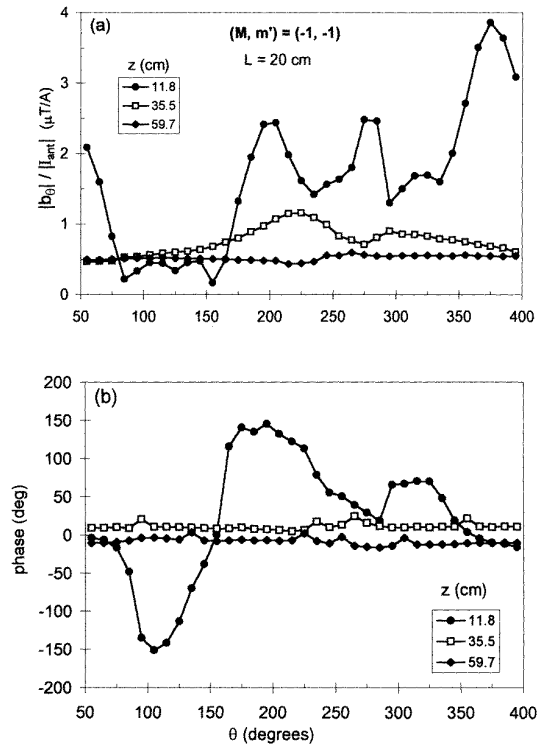 (a)
(M, m') = (-1, -1)
L = 20 cm
z (cm)
11.8
35.5
59.7
|bθ| / |Iant| (μT/A)
4
3
2
1
0
50 100 150 200 250 300 350 400
(b)
phase (deg)
200
150
100
50
0
-50
-100
-150
-200
z (cm)
11.8
35.5
59.7
50 100 150 200 250 300 350 400
θ (degrees)